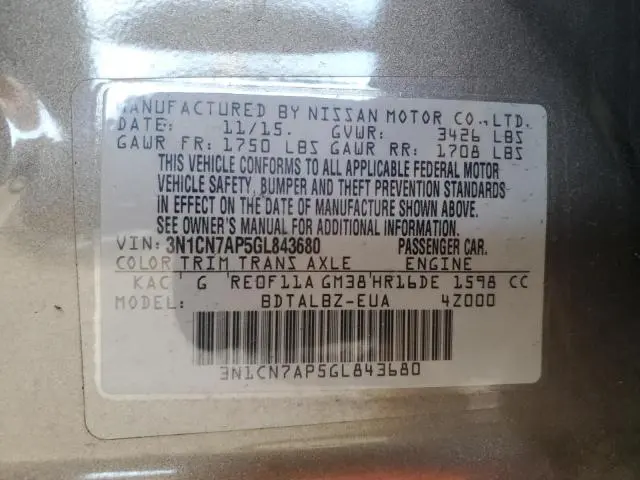 MANUFACTURED BY NISSAN MOTOR CO.,LTD.
DATE: 11/15. GVWR: 3426 LBS
GAWR FR: 1750 LBS GAWR RR: 1708 LBS
THIS VEHICLE CONFORMS TO ALL APPLICABLE FEDERAL MOTOR
VEHICLE SAFETY, BUMPER AND THEFT PREVENTION STANDARDS
IN EFFECT ON THE DATE OF MANUFACTURE SHOWN ABOVE.
SEE OWNER'S MANUAL FOR ADDITIONAL INFORMATION.
VIN: 3N1CN7AP5GL843680 PASSENGER CAR.
COLOR TRIM TRANS AXLE ENGINE
KAC G RE0F11A GM38 HR16DE 1598 CC
MODEL: BDTALBZ-EUA 4Z000
3N1CN7AP5GL843680